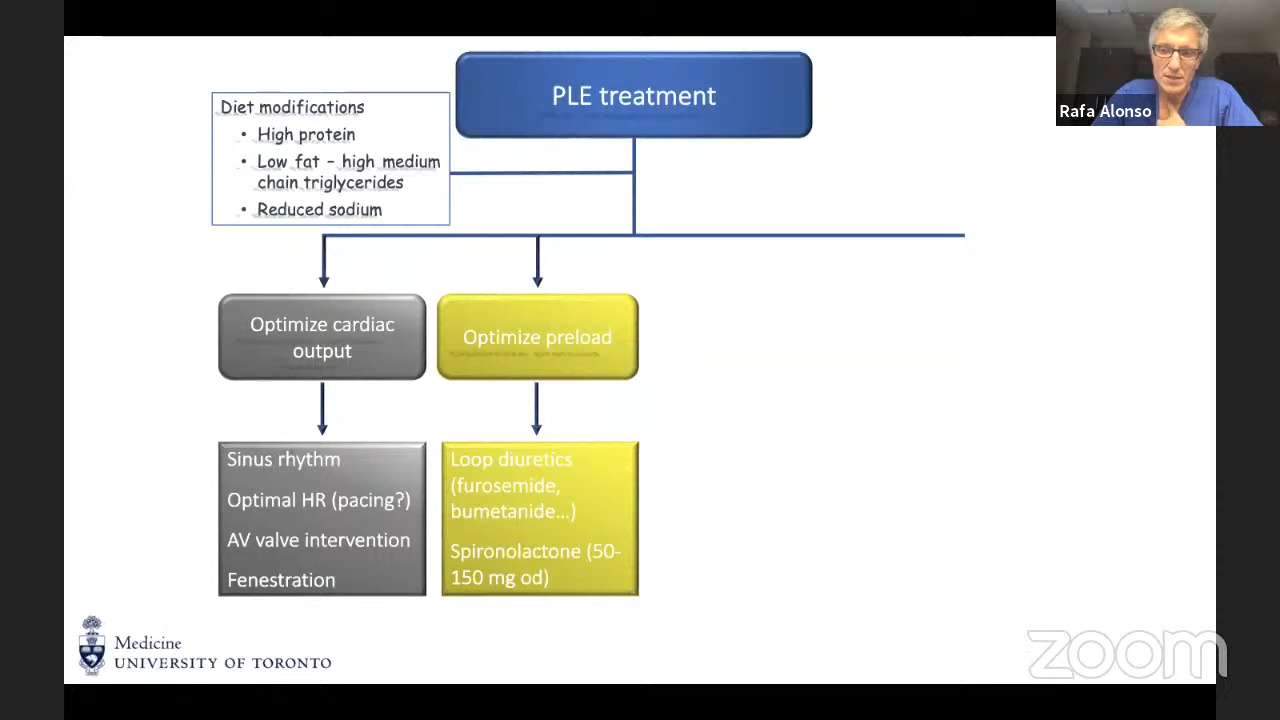 PLE treatment
Rafa Alonso
Diet modifications
• High protein
• Low fat – high medium
chain triglycerides
• Reduced sodium
Optimize cardiac
output
Optimize preload
Sinus rhythm
Optimal HR (pacing?)
AV valve intervention
Fenestration
Loop diuretics
(furosemide,
bumetanide...)
Spironolactone (50-
150 mg od)
Medicine
UNIVERSITY OF TORONTO
zoom